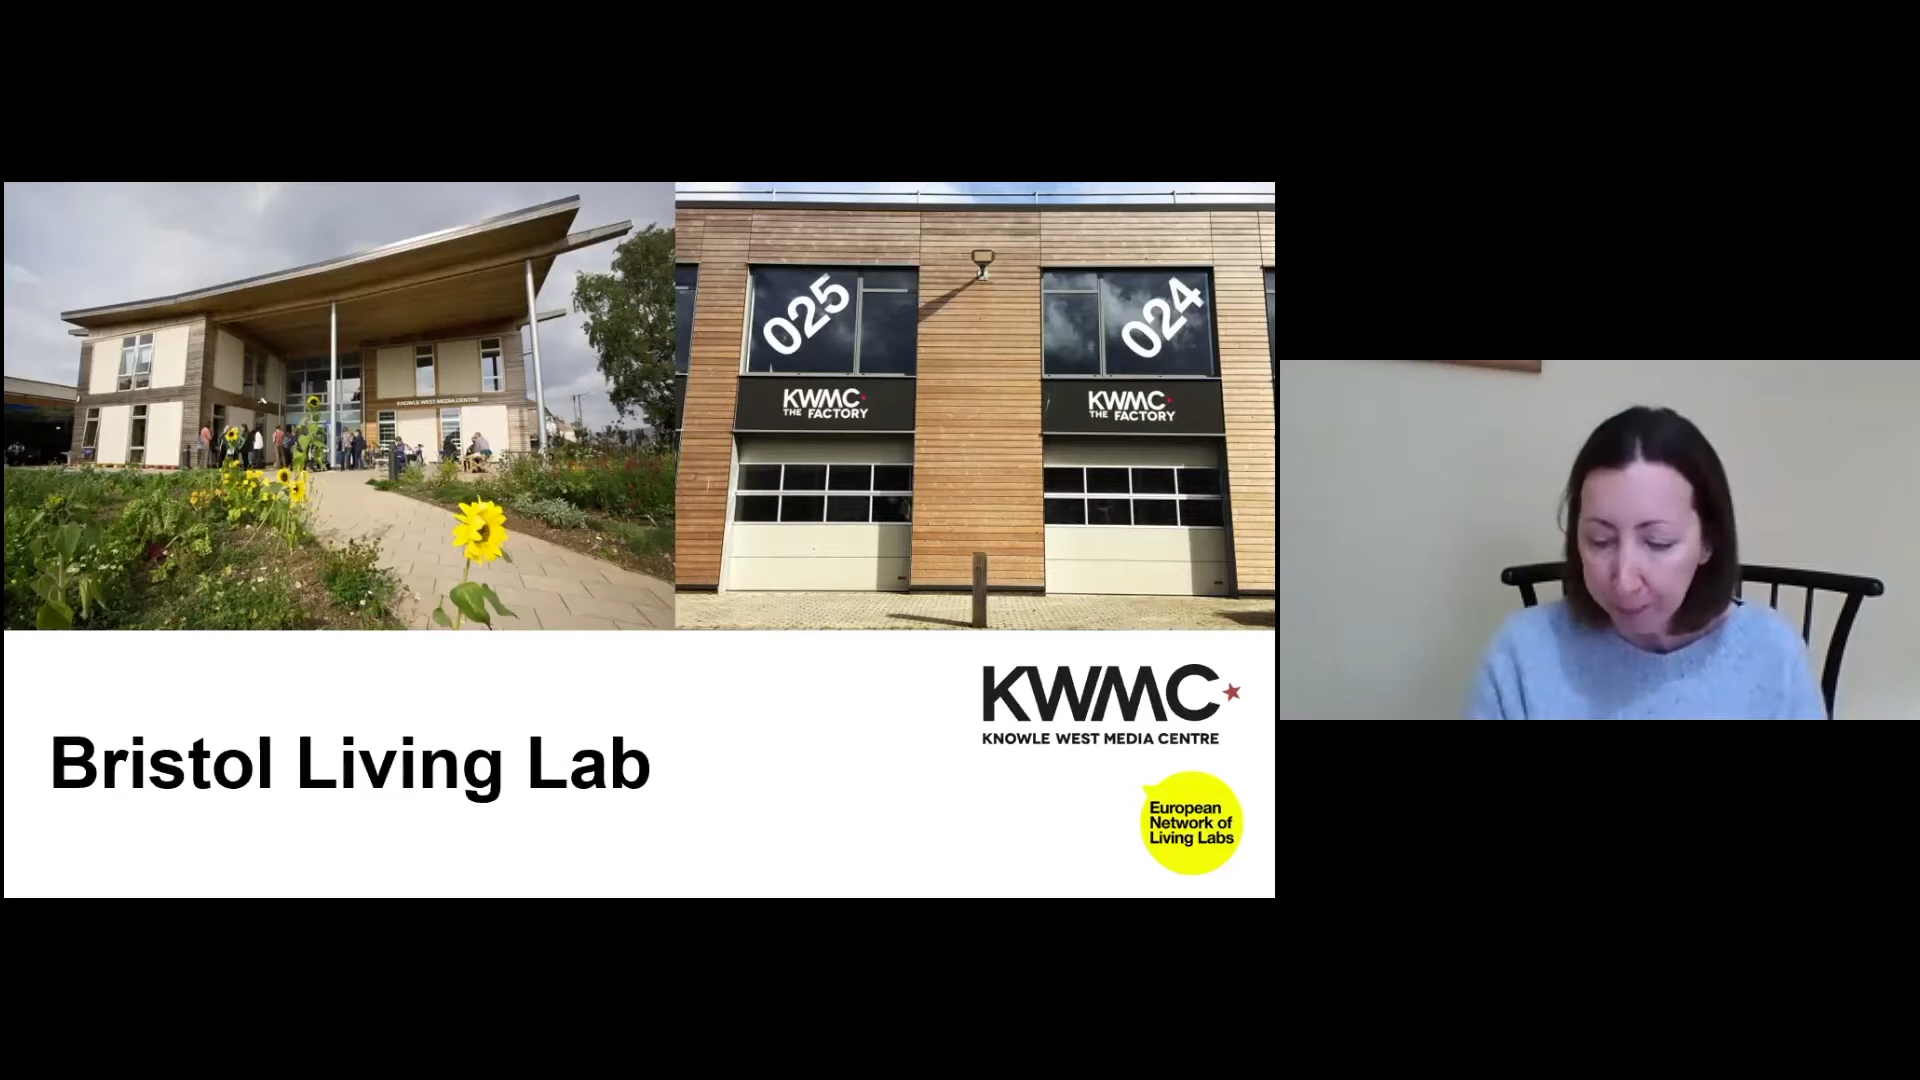 KNOWLE WEST MEDIA CENTRE
025
024
KWMC
THE FACTORY
KWMC
THE FACTORY
Bristol Living Lab
KWMC
KNOWLE WEST MEDIA CENTRE
European
Network of
Living Labs